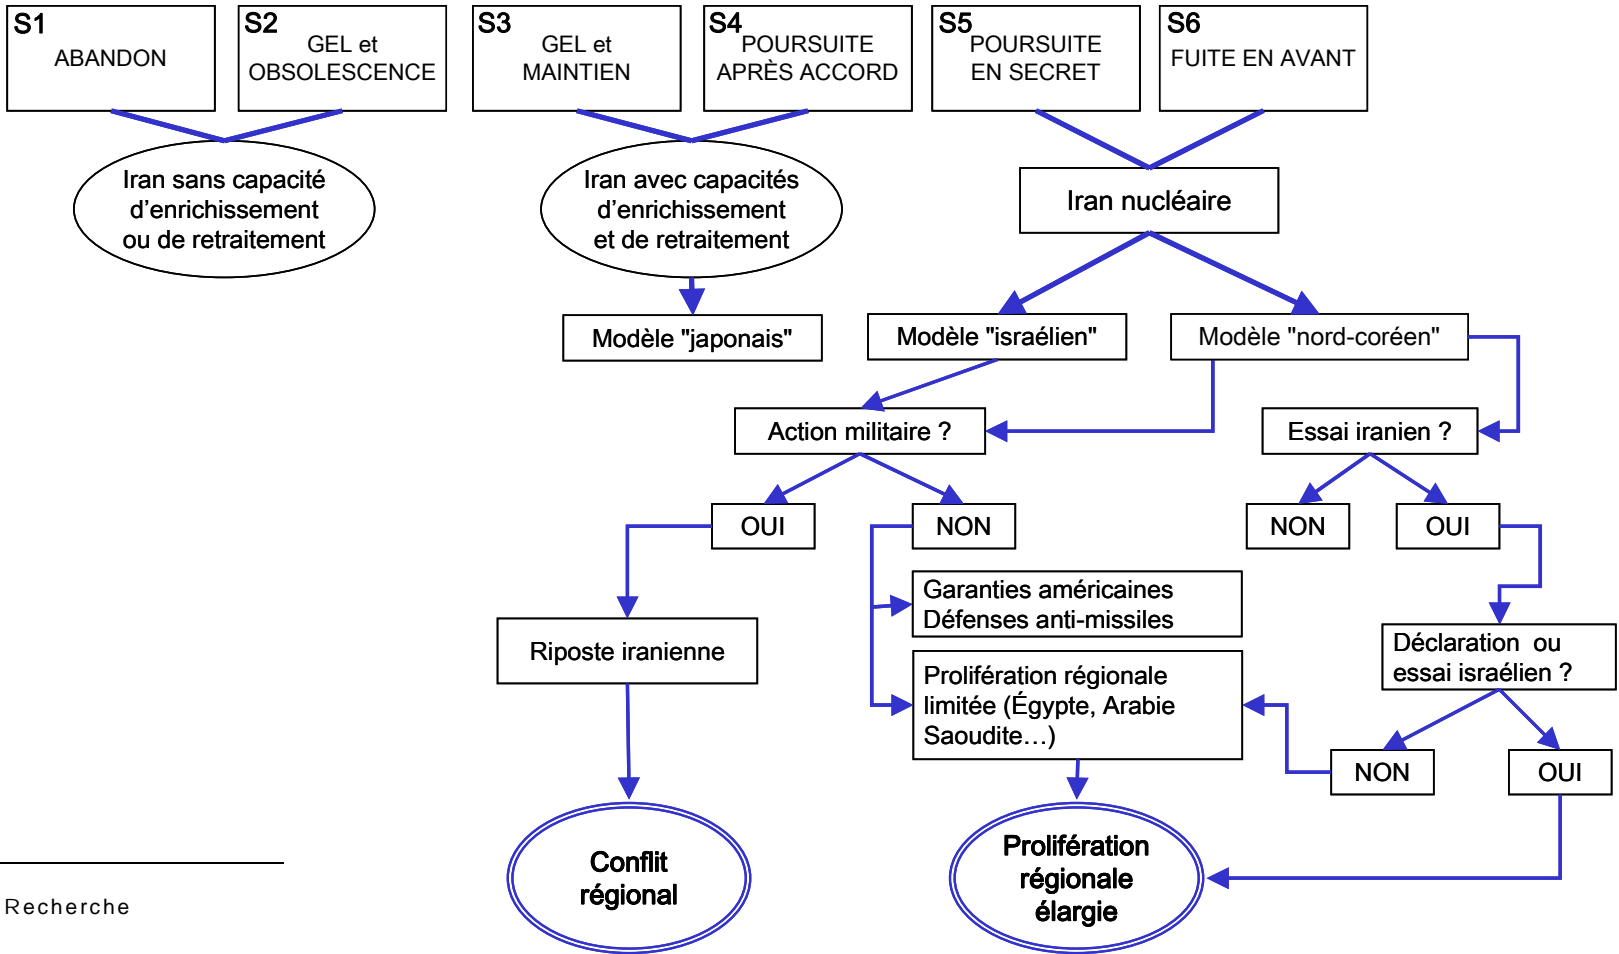 S1
ABANDON
S2
GEL et
OBSOLESCENCE
S3
GEL et
MAINTIEN
S4
POURSUITE
APRÈS ACCORD
S5
POURSUITE
EN SECRET
S6
FUITE EN AVANT
Iran sans capacité
d’enrichissement
ou de retraitement
Iran avec capacités
d’enrichissement
et de retraitement
Iran nucléaire
Modèle "japonais"
Modèle "israélien"
Modèle "nord-coréen"
Action militaire ?
Essai iranien ?
OUI
NON
NON
OUI
Garanties américaines
Défenses anti-missiles
Riposte iranienne
Déclaration ou
essai israélien ?
Prolifération régionale
limitée (Égypte, Arabie
Saoudite…)
NON
OUI
Conflit
régional
Prolifération
régionale
élargie
Recherche